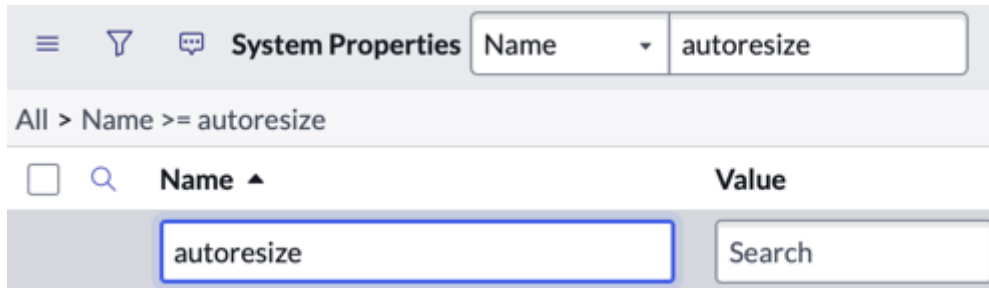 System Properties Name autoresize
All > Name >= autoresize
Name Value
autoresize Search